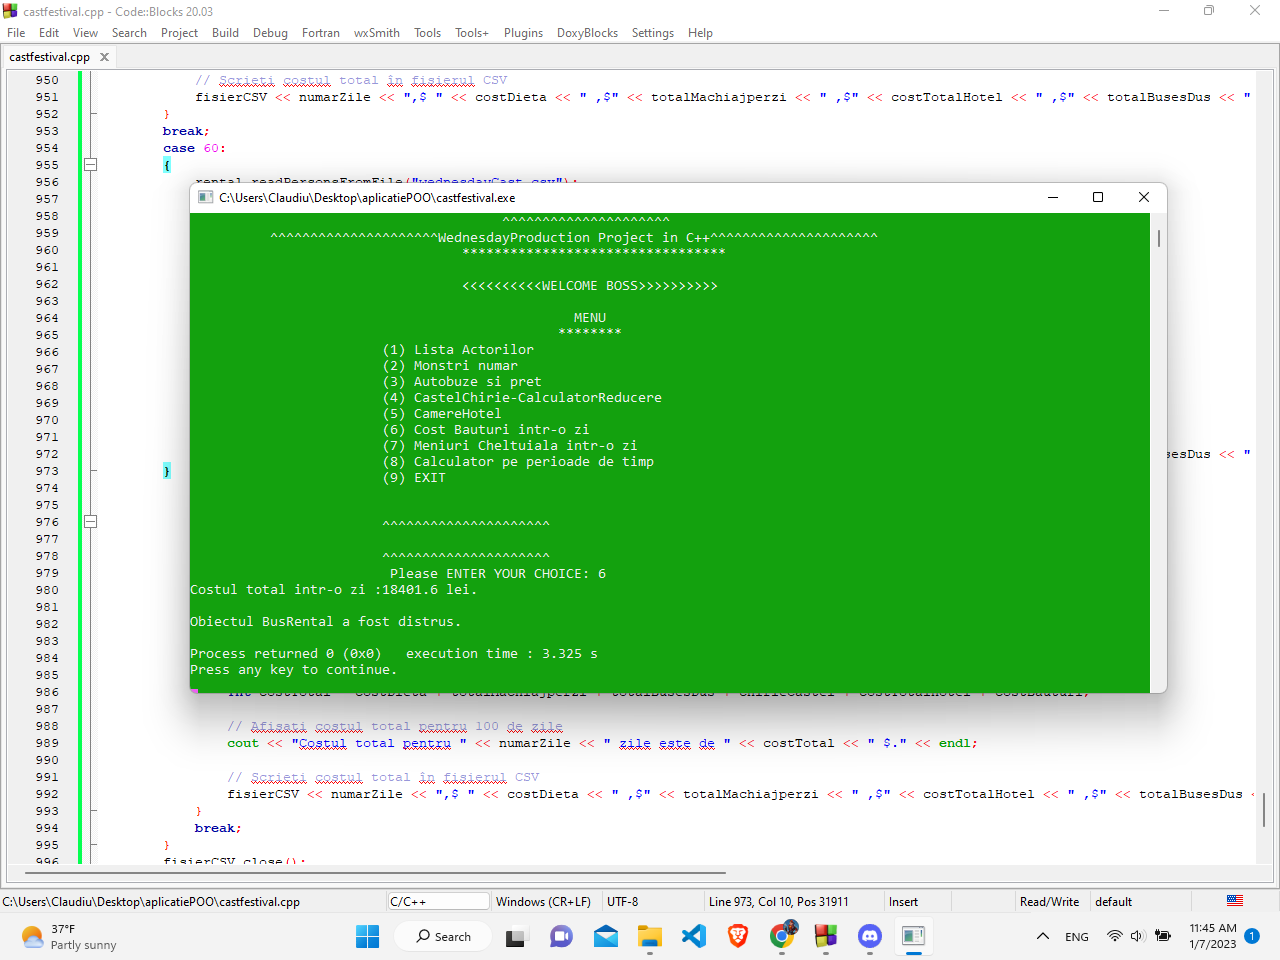 castfestival.cpp - Code::Blocks 20.03
File Edit View Search Project Build Debug Fortran wxSmith Tools Tools+ Plugins DoxyBlocks Settings Help
castfestival.cpp
950 // Scrieți costul total în fișierul CSV
951 fisierCSV << numarZile << ",$ " << costDieta << " ,$" << totalMachiajperzi << " ,$" << costTotalHotel << " ,$" << totalBusesDus << "
952 }
953 break;
954 case 60:
955 {
956 rental.readPersonsFromFile("wednesdayCast.csv");
957
958
959
960
961
962
963
964
965
966
967
968
969
970
971
972 sesDus << "
973 }
974
975
976
977
978
979
980
981
982
983
984
985
986 int costTotal = costDieta + totalMachiajperzi + totalBusesDus + chirieCastel + costTotalHotel + costBauturi;
987
988 // Afișați costul total pentru 100 de zile
989 cout << "Costul total pentru " << numarZile << " zile este de " << costTotal << " $." << endl;
990
991 // Scrieți costul total în fișierul CSV
992 fisierCSV << numarZile << ",$ " << costDieta << " ,$" << totalMachiajperzi << " ,$" << costTotalHotel << " ,$" << totalBusesDus <
993 }
994 break;
995 }
996 fisierCSV.close();
C:\Users\Claudiu\Desktop\aplicatiePOO\castfestival.exe
^^^^^^^^^^^^^^^^^^^^^
^^^^^^^^^^^^^^^^^^^^^WednesdayProduction Project in C++^^^^^^^^^^^^^^^^^^^^^
*********************************
<<<<<<<<<<WELCOME BOSS>>>>>>>>>>
MENU
********
(1) Lista Actorilor
(2) Monstri numar
(3) Autobuze si pret
(4) CastelChirie-CalculatorReducere
(5) CamereHotel
(6) Cost Bauturi intr-o zi
(7) Meniuri Cheltuiala intr-o zi
(8) Calculator pe perioade de timp
(9) EXIT
^^^^^^^^^^^^^^^^^^^^^
^^^^^^^^^^^^^^^^^^^^^
Please ENTER YOUR CHOICE: 6
Costul total intr-o zi :18401.6 lei.
Obiectul BusRental a fost distrus.
Process returned 0 (0x0) execution time : 3.325 s
Press any key to continue.
C:\Users\Claudiu\Desktop\aplicatiePOO\castfestival.cpp C/C++ Windows (CR+LF) UTF-8 Line 973, Col 10, Pos 31911 Insert Read/Write default
37°F
Partly sunny
Search
ENG
11:45 AM
1/7/2023
1